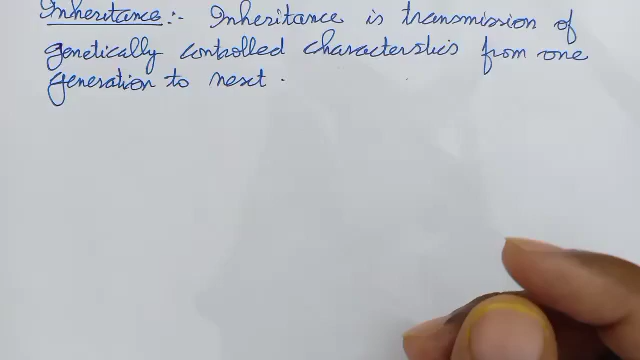 Inheritance :- Inheritance is transmission of
genetically controlled characterstics from one
generation to next .